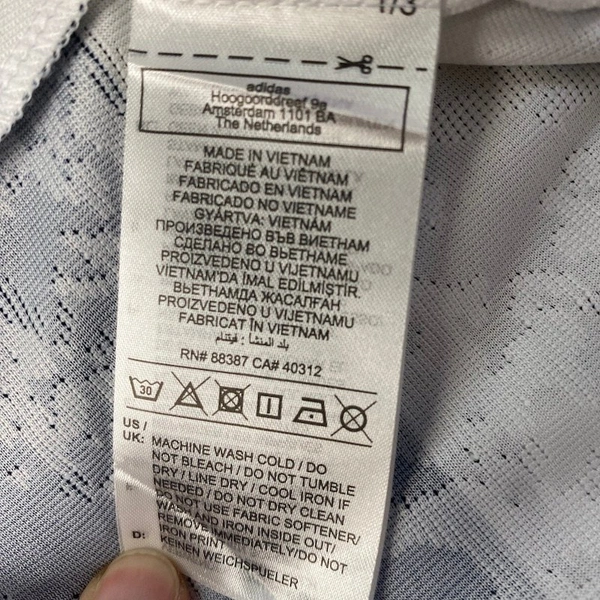 1/3
adidas
Hoogoorddreef 9a
Amsterdam 1101 BA
The Netherlands
MADE IN VIETNAM
FABRIQUÉ AU VIÊTNAM
FABRICADO EN VIETNAM
FABRICADO NO VIETNAME
GYÁRTVA: VIETNÁM
ПРОИЗВЕДЕНО ВЪВ ВИЕТНАМ
СДЕЛАНО ВО ВЬЕТНАМЕ
PROIZVEDENO U VIJETNAMU
VIETNAM'DA İMAL EDİLMİŞTİR.
ВЬЕТНАМДА ЖАСАЛҒАН
PROIZVEDENO U VIJETNAMU
FABRICAT ÎN VIETNAM
بلد المنشأ : فيتنام
RN# 88387 CA# 40312
30
US /
UK: MACHINE WASH COLD / DO
NOT BLEACH / DO NOT TUMBLE
DRY / LINE DRY / COOL IRON IF
NEEDED / DO NOT DRY CLEAN
DO NOT USE FABRIC SOFTENER/
WASH AND IRON INSIDE OUT/
REMOVE IMMEDIATELY/DO NOT
IRON PRINT
D: KEINEN WEICHSPUELER